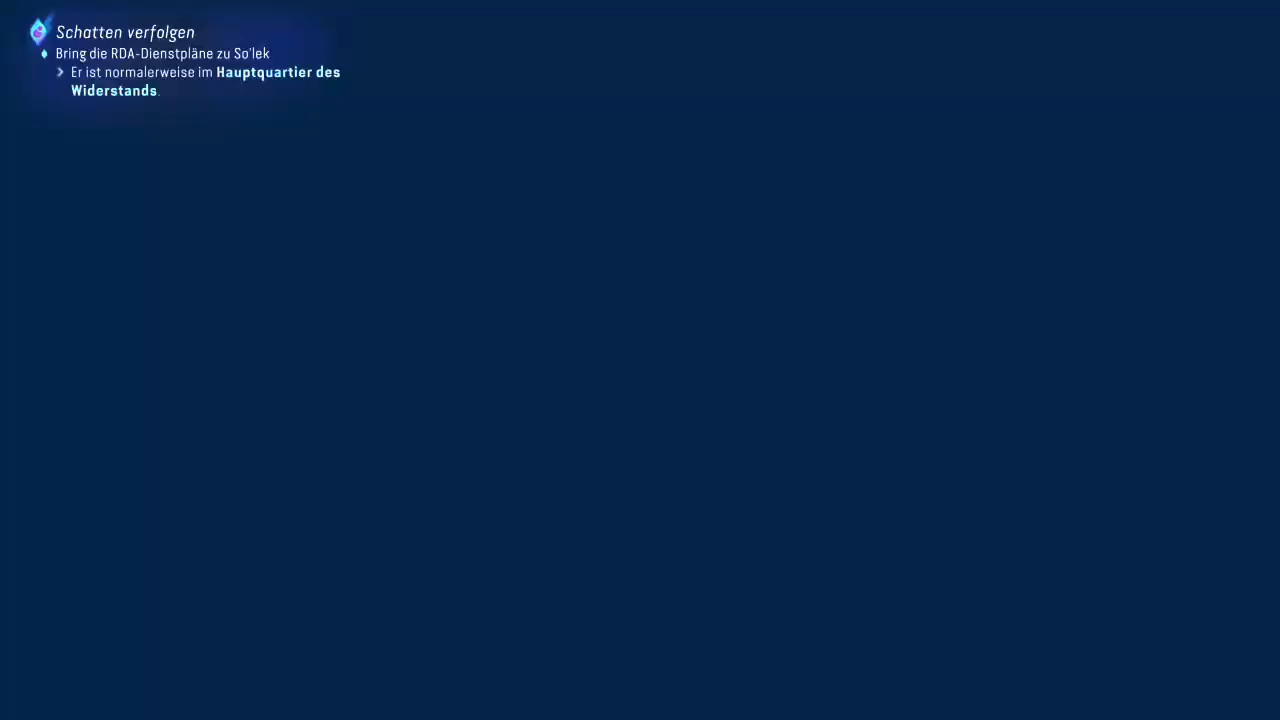 Schatten verfolgen
Bring die RDA-Dienstpläne zu So'lek
Er ist normalerweise im Hauptquartier des
Widerstands.